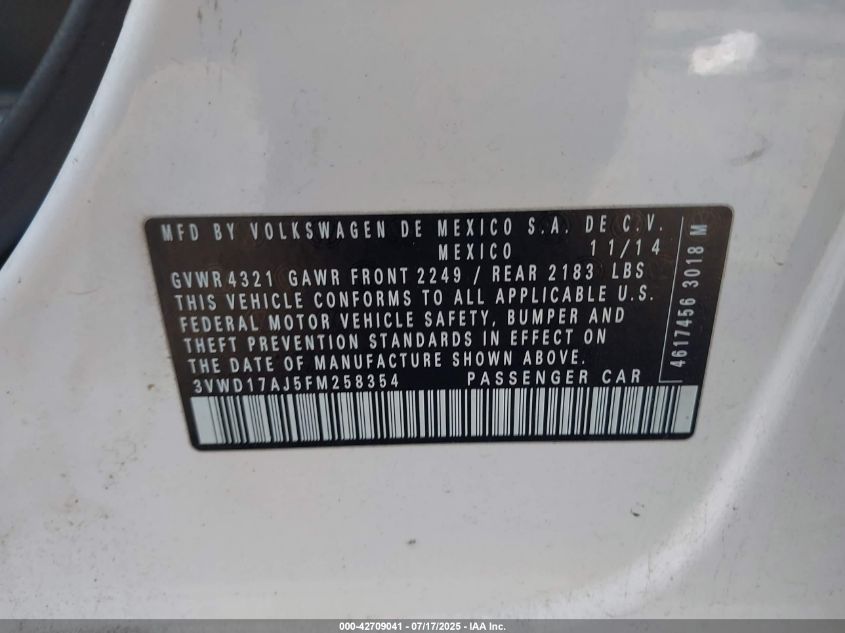 MFD BY VOLKSWAGEN DE MEXICO S.A. DE C.V.
MEXICO 11/14
GVWR 4321 GAWR FRONT 2249 / REAR 2183 LBS
THIS VEHICLE CONFORMS TO ALL APPLICABLE U.S.
FEDERAL MOTOR VEHICLE SAFETY, BUMPER AND
THEFT PREVENTION STANDARDS IN EFFECT ON
THE DATE OF MANUFACTURE SHOWN ABOVE.
3VWD17AJ5FM258354 PASSENGER CAR
4617456 3018 M
000-42709041 - 07/17/2025 - IAA Inc.